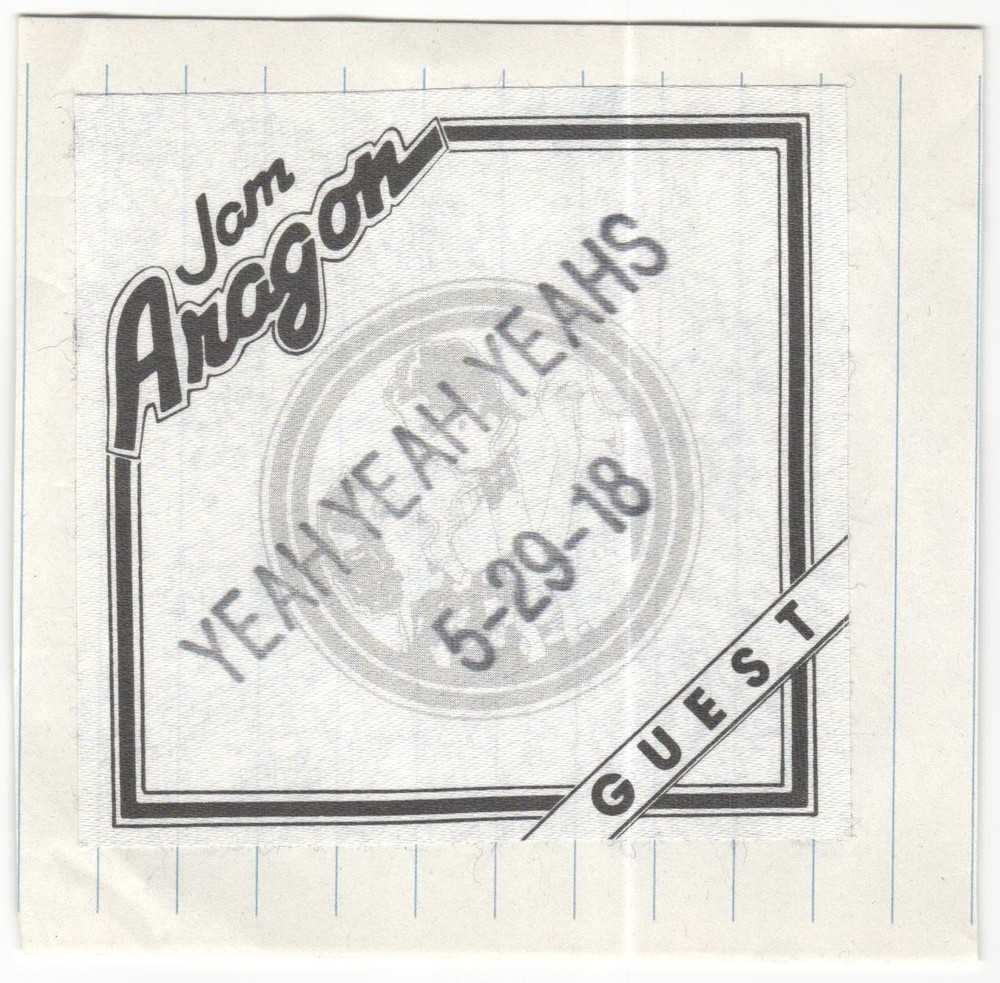 Jam
Aragon
YEAH YEAH YEAHS
5-29-18
GUEST